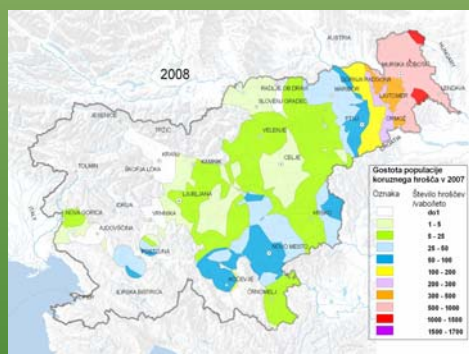 2008
AUSTRIA
HUNGARY
MURSKA SOBOTA
GORNJA RADGONA
RADLJE OB DRAVI
MARIBOR
LENDAVA
SLOVENJ GRADEC
LJUTOMER
JESENICE
PTUJ
ORMOŽ
TRŽIČ
VELENJE
KRANJ
TOLMIN
KAMNIK
ŠKOFJA LOKA
CELJE
LJUBLJANA
IDRIJA
NOVA GORICA
VRHNIKA
ITALY
AJDOVŠČINA
NOVO MESTO
POSTOJNA
KOČEVJE
ILIRSKA BISTRICA
ČRNOMELJ
Gostota populacije
koruznega hrošča v 2007
Oznaka Število hroščev
/vabo/leto
do1
1 - 5
5 - 25
25 - 50
50 - 100
100 - 200
200 - 300
300 - 500
500 - 1000
1000 - 1500
1500 - 1700